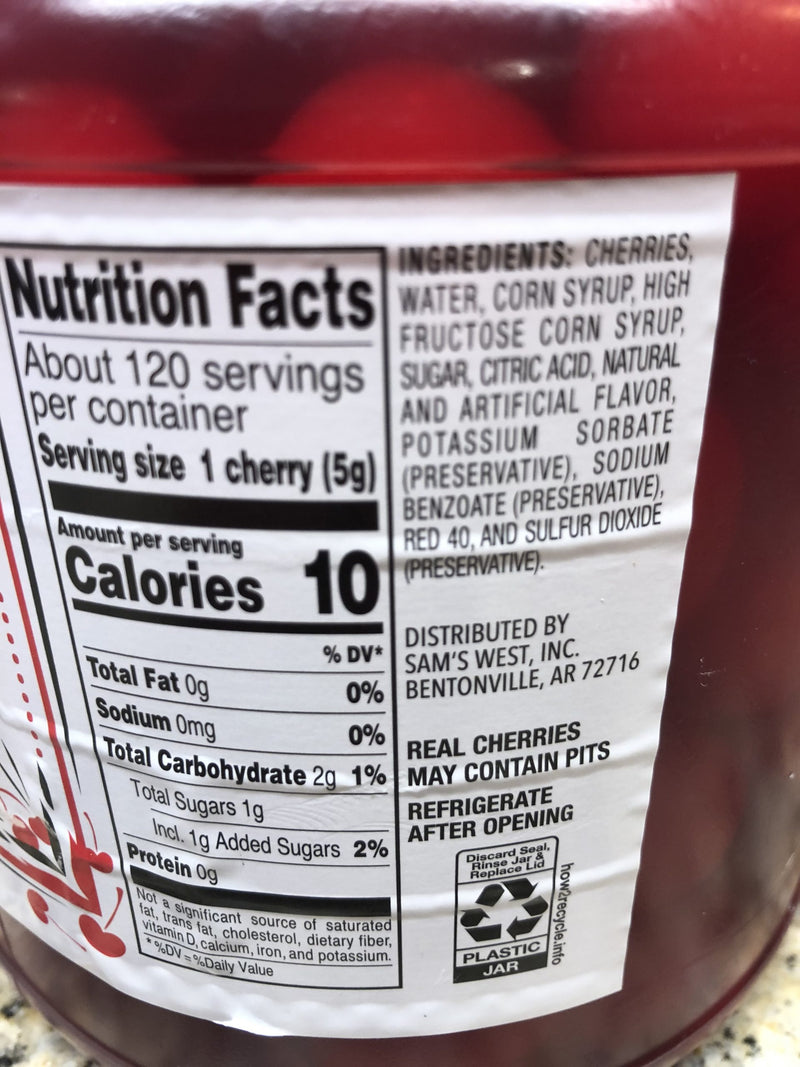 Nutrition Facts
About 120 servings
per container
Serving size 1 cherry (5g)
Amount per serving
Calories 10
% DV*
Total Fat 0g 0%
Sodium 0mg 0%
Total Carbohydrate 2g 1%
Total Sugars 1g
Incl. 1g Added Sugars 2%
Protein 0g
Not a significant source of saturated
fat, trans fat, cholesterol, dietary fiber,
vitamin D, calcium, iron, and potassium.
*%DV = %Daily Value
INGREDIENTS: CHERRIES,
WATER, CORN SYRUP, HIGH
FRUCTOSE CORN SYRUP,
SUGAR, CITRIC ACID, NATURAL
AND ARTIFICIAL FLAVOR,
POTASSIUM SORBATE
(PRESERVATIVE), SODIUM
BENZOATE (PRESERVATIVE),
RED 40, AND SULFUR DIOXIDE
(PRESERVATIVE).
DISTRIBUTED BY
SAM'S WEST, INC.
BENTONVILLE, AR 72716
REAL CHERRIES
MAY CONTAIN PITS
REFRIGERATE
AFTER OPENING
Discard Seal,
Rinse Jar &
Replace Lid
PLASTIC
JAR
how2recycle.info